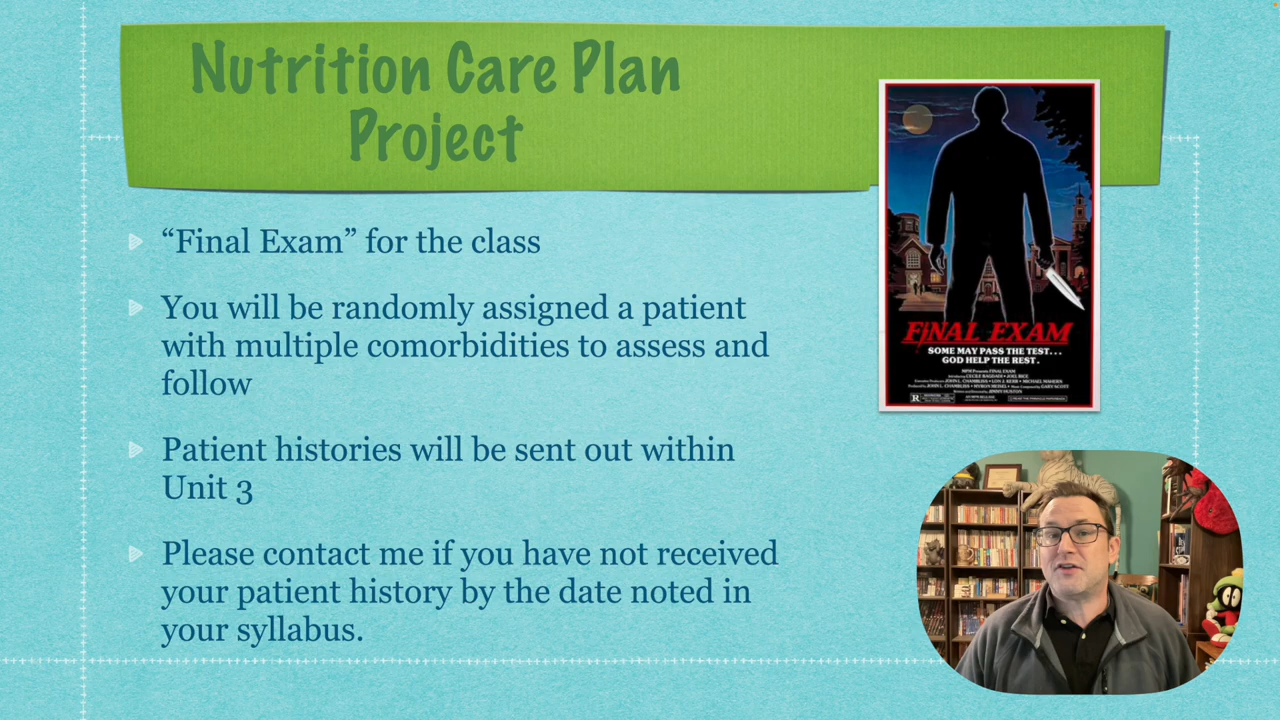 Nutrition Care Plan
Project
“Final Exam” for the class
You will be randomly assigned a patient
with multiple comorbidities to assess and
follow
Patient histories will be sent out within
Unit 3
Please contact me if you have not received
your patient history by the date noted in
your syllabus.
FiNAL EXAM
SOME MAY PASS THE TEST...
GOD HELP THE REST.